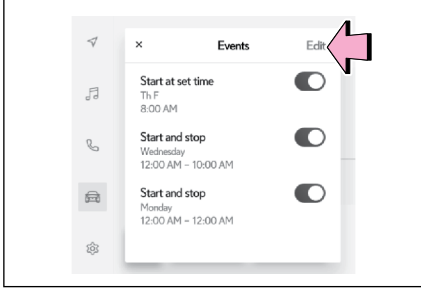 × Events Edit
Start at set time
Th F
8:00 AM
Start and stop
Wednesday
12:00 AM – 10:00 AM
Start and stop
Monday
12:00 AM – 12:00 AM